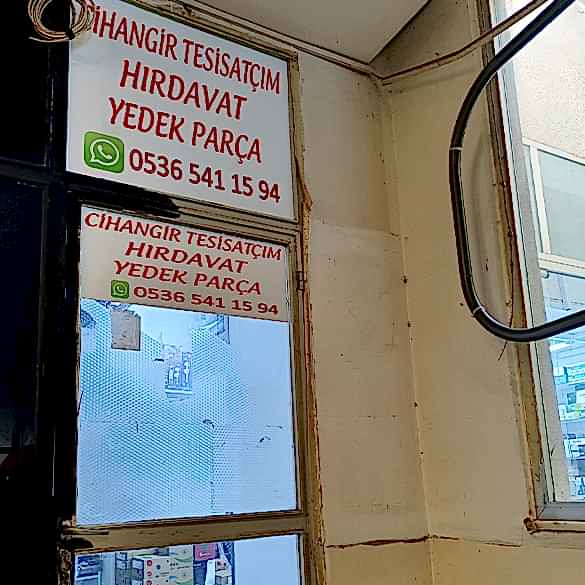 CİHANGİR TESİSATÇIM
HIRDAVAT
YEDEK PARÇA
0536 541 15 94
CİHANGİR TESİSATÇIM
HIRDAVAT
YEDEK PARÇA
0536 541 15 94